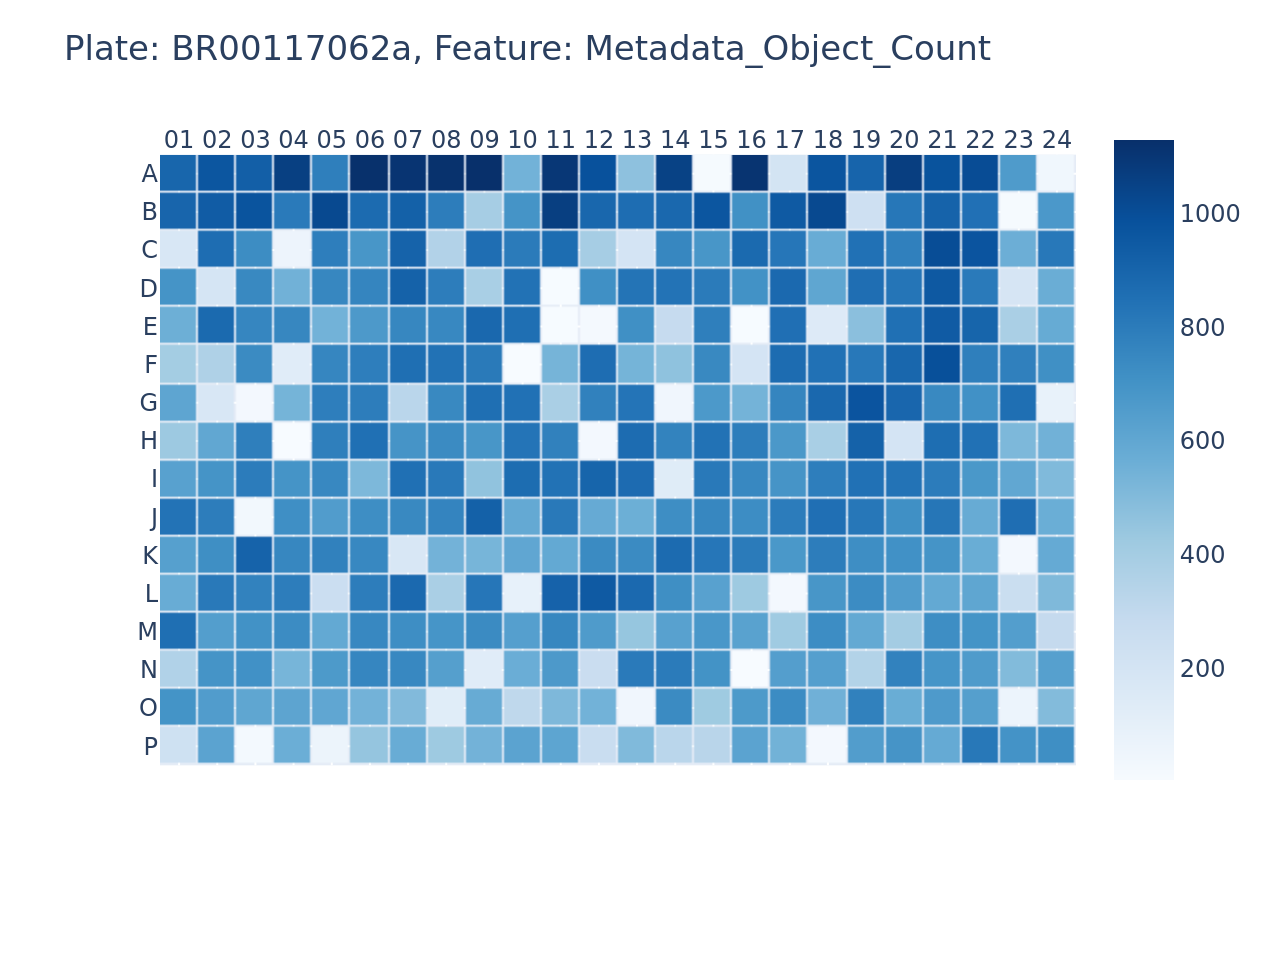 Plate: BR00117062a, Feature: Metadata_Object_Count
01 02 03 04 05 06 07 08 09 10 11 12 13 14 15 16 17 18 19 20 21 22 23 24
A
B
C
D
E
F
G
H
I
J
K
L
M
N
O
P
1000
800
600
400
200